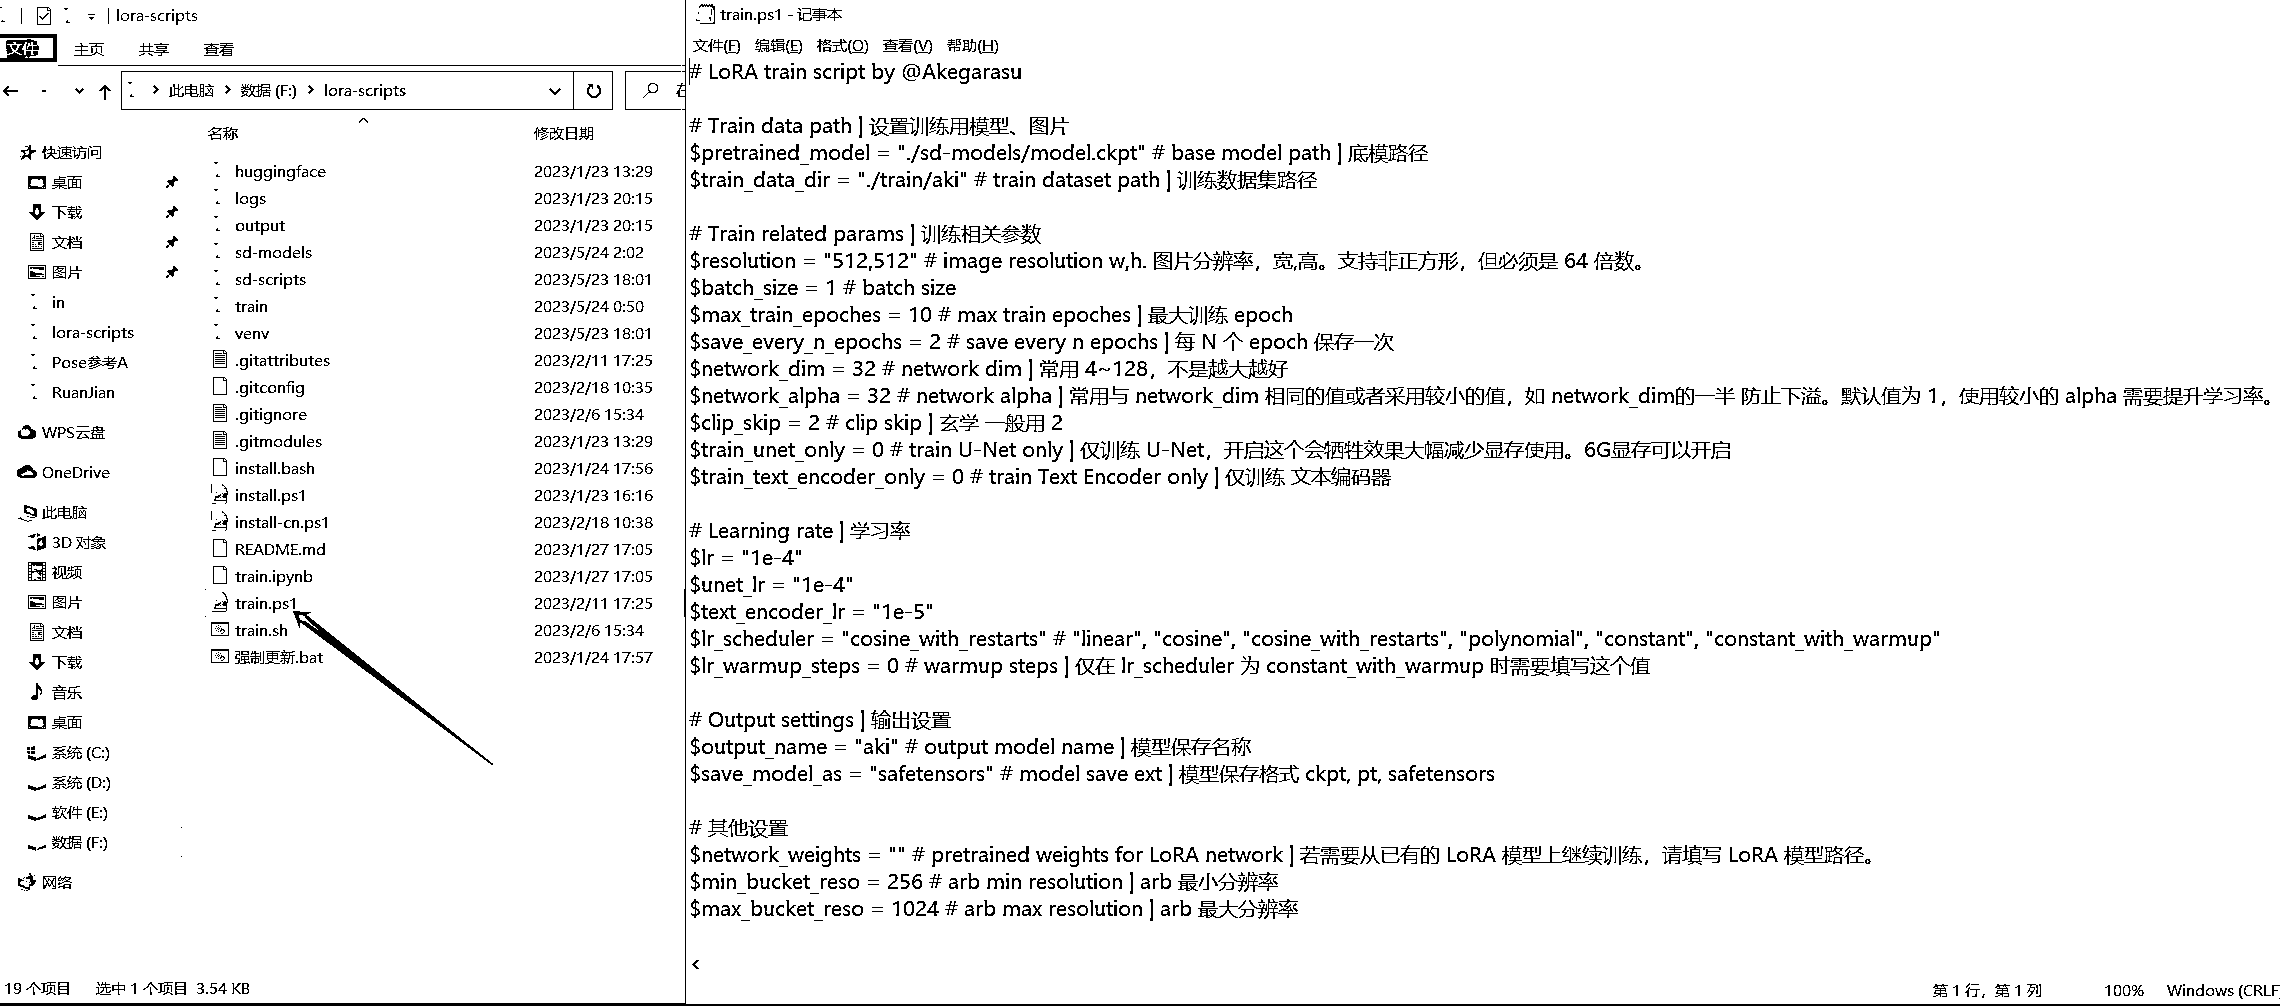 lora-scripts
文件
主页
共享
查看
此电脑
数据 (F:)
lora-scripts
名称
修改日期
快速访问
桌面
下载
文档
图片
in
lora-scripts
Pose参考A
RuanJian
WPS云盘
OneDrive
此电脑
3D 对象
视频
图片
文档
下载
音乐
桌面
系统 (C:)
系统 (D:)
软件 (E:)
数据 (F:)
网络
huggingface 2023/1/23 13:29
logs 2023/1/23 20:15
output 2023/1/23 20:15
sd-models 2023/5/24 2:02
sd-scripts 2023/5/23 18:01
train 2023/5/24 0:50
venv 2023/5/23 18:01
.gitattributes 2023/2/11 17:25
.gitconfig 2023/2/18 10:35
.gitignore 2023/2/6 15:34
.gitmodules 2023/1/23 13:29
install.bash 2023/1/24 17:56
install.ps1 2023/1/23 16:16
install-cn.ps1 2023/2/18 10:38
README.md 2023/1/27 17:05
train.ipynb 2023/1/27 17:05
train.ps1 2023/2/11 17:25
train.sh 2023/2/6 15:34
强制更新.bat 2023/1/24 17:57
19 个项目 选中 1 个项目 3.54 KB
train.ps1 - 记事本
文件(F) 编辑(E) 格式(O) 查看(V) 帮助(H)
# LoRA train script by @Akegarasu
# Train data path ] 设置训练用模型、图片
$pretrained_model = "./sd-models/model.ckpt" # base model path ] 底模路径
$train_data_dir = "./train/aki" # train dataset path ] 训练数据集路径
# Train related params ] 训练相关参数
$resolution = "512,512" # image resolution w,h. 图片分辨率，宽,高。支持非正方形，但必须是 64 倍数。
$batch_size = 1 # batch size
$max_train_epoches = 10 # max train epoches ] 最大训练 epoch
$save_every_n_epochs = 2 # save every n epochs ] 每 N 个 epoch 保存一次
$network_dim = 32 # network dim ] 常用 4~128，不是越大越好
$network_alpha = 32 # network alpha ] 常用与 network_dim 相同的值或者采用较小的值，如 network_dim的一半 防止下溢。默认值为 1，使用较小的 alpha 需要提升学习率。
$clip_skip = 2 # clip skip ] 玄学 一般用 2
$train_unet_only = 0 # train U-Net only ] 仅训练 U-Net，开启这个会牺牲效果大幅减少显存使用。6G显存可以开启
$train_text_encoder_only = 0 # train Text Encoder only ] 仅训练 文本编码器
# Learning rate ] 学习率
$lr = "1e-4"
$unet_lr = "1e-4"
$text_encoder_lr = "1e-5"
$lr_scheduler = "cosine_with_restarts" # "linear", "cosine", "cosine_with_restarts", "polynomial", "constant", "constant_with_warmup"
$lr_warmup_steps = 0 # warmup steps ] 仅在 lr_scheduler 为 constant_with_warmup 时需要填写这个值
# Output settings ] 输出设置
$output_name = "aki" # output model name ] 模型保存名称
$save_model_as = "safetensors" # model save ext ] 模型保存格式 ckpt, pt, safetensors
# 其他设置
$network_weights = "" # pretrained weights for LoRA network ] 若需要从已有的 LoRA 模型上继续训练，请填写 LoRA 模型路径。
$min_bucket_reso = 256 # arb min resolution ] arb 最小分辨率
$max_bucket_reso = 1024 # arb max resolution ] arb 最大分辨率
第 1 行，第 1 列 100% Windows (CRLF